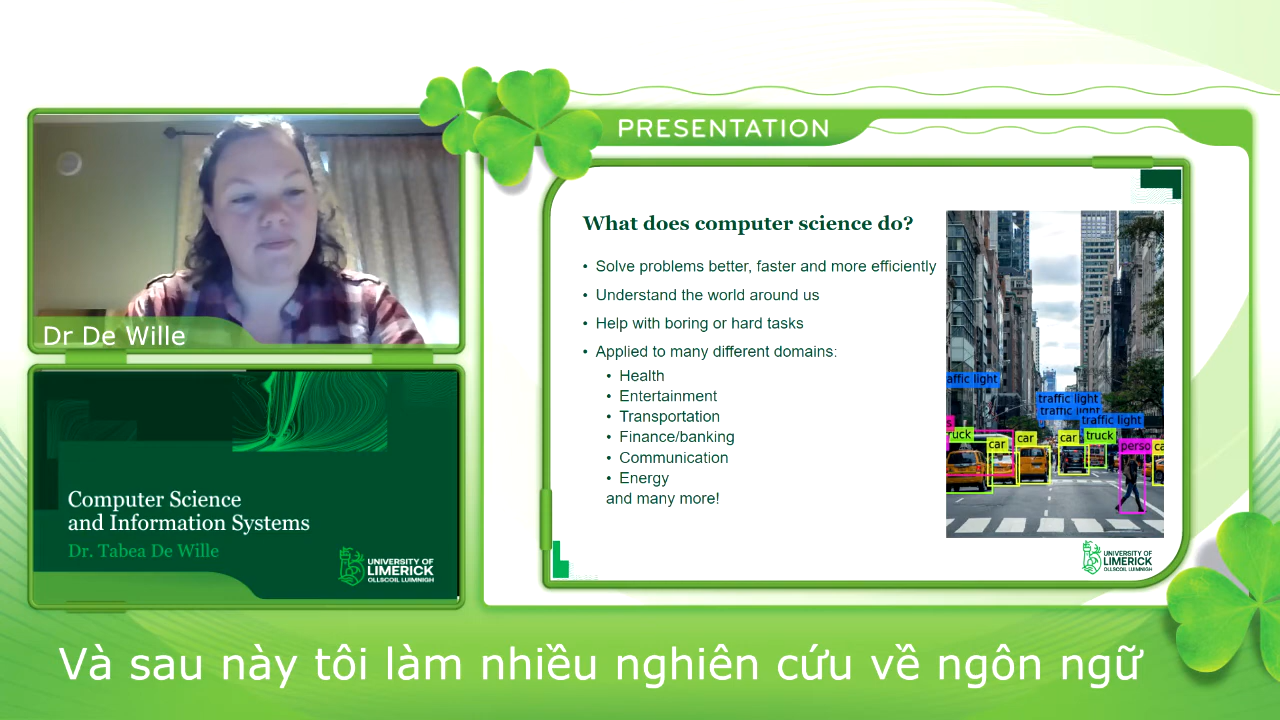 PRESENTATION
Dr De Wille
Computer Science
and Information Systems
Dr. Tabea De Wille
UNIVERSITY OF
LIMERICK
OLLSCOIL LUIMNIGH
What does computer science do?
• Solve problems better, faster and more efficiently
• Understand the world around us
• Help with boring or hard tasks
• Applied to many different domains:
• Health
• Entertainment
• Transportation
• Finance/banking
• Communication
• Energy
and many more!
affic light
traffic light
traffic light
traffic light
s
uck
car
car
car
truck
perso
ca
UNIVERSITY OF
LIMERICK
OLLSCOIL LUIMNIGH
Và sau này tôi làm nhiều nghiên cứu về ngôn ngữ